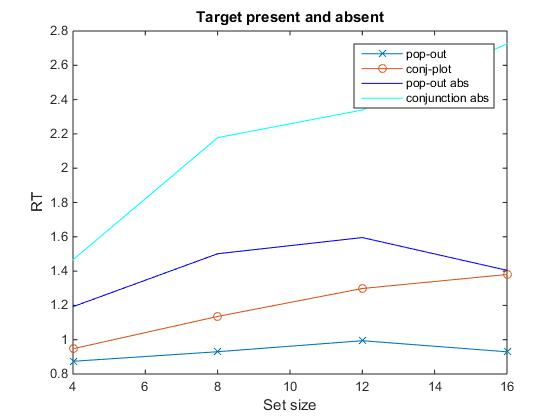 Target present and absent
2.8
2.6
2.4
2.2
2
1.8
1.6
1.4
1.2
1
0.8
RT
pop-out
conj-plot
pop-out abs
conjunction abs
4 6 8 10 12 14 16
Set size